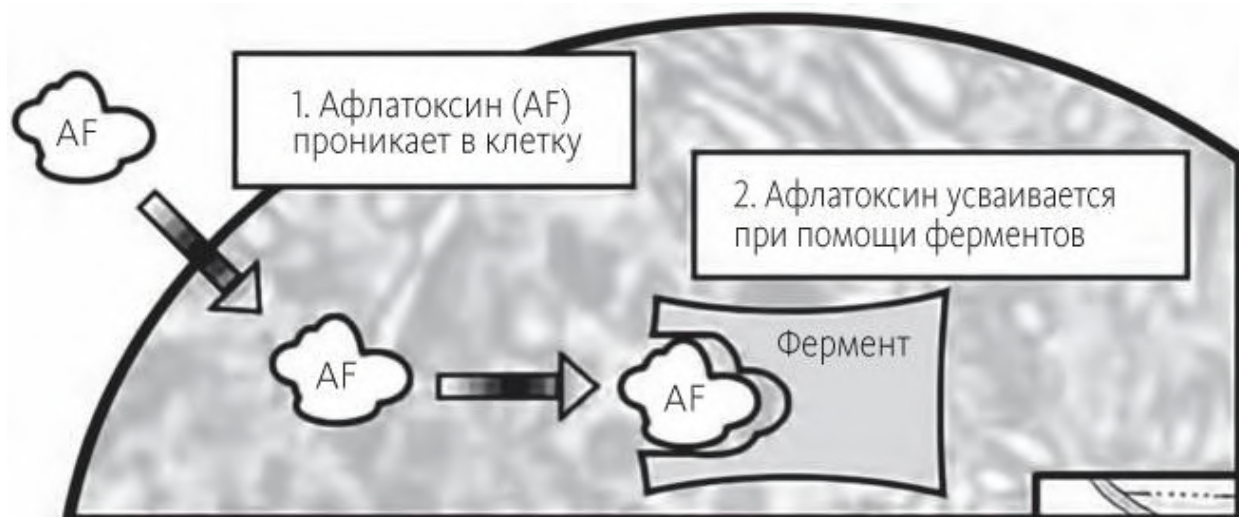 AF
1. Афлатоксин (AF)
проникает в клетку
2. Афлатоксин усваивается
при помощи ферментов
AF
AF
Фермент